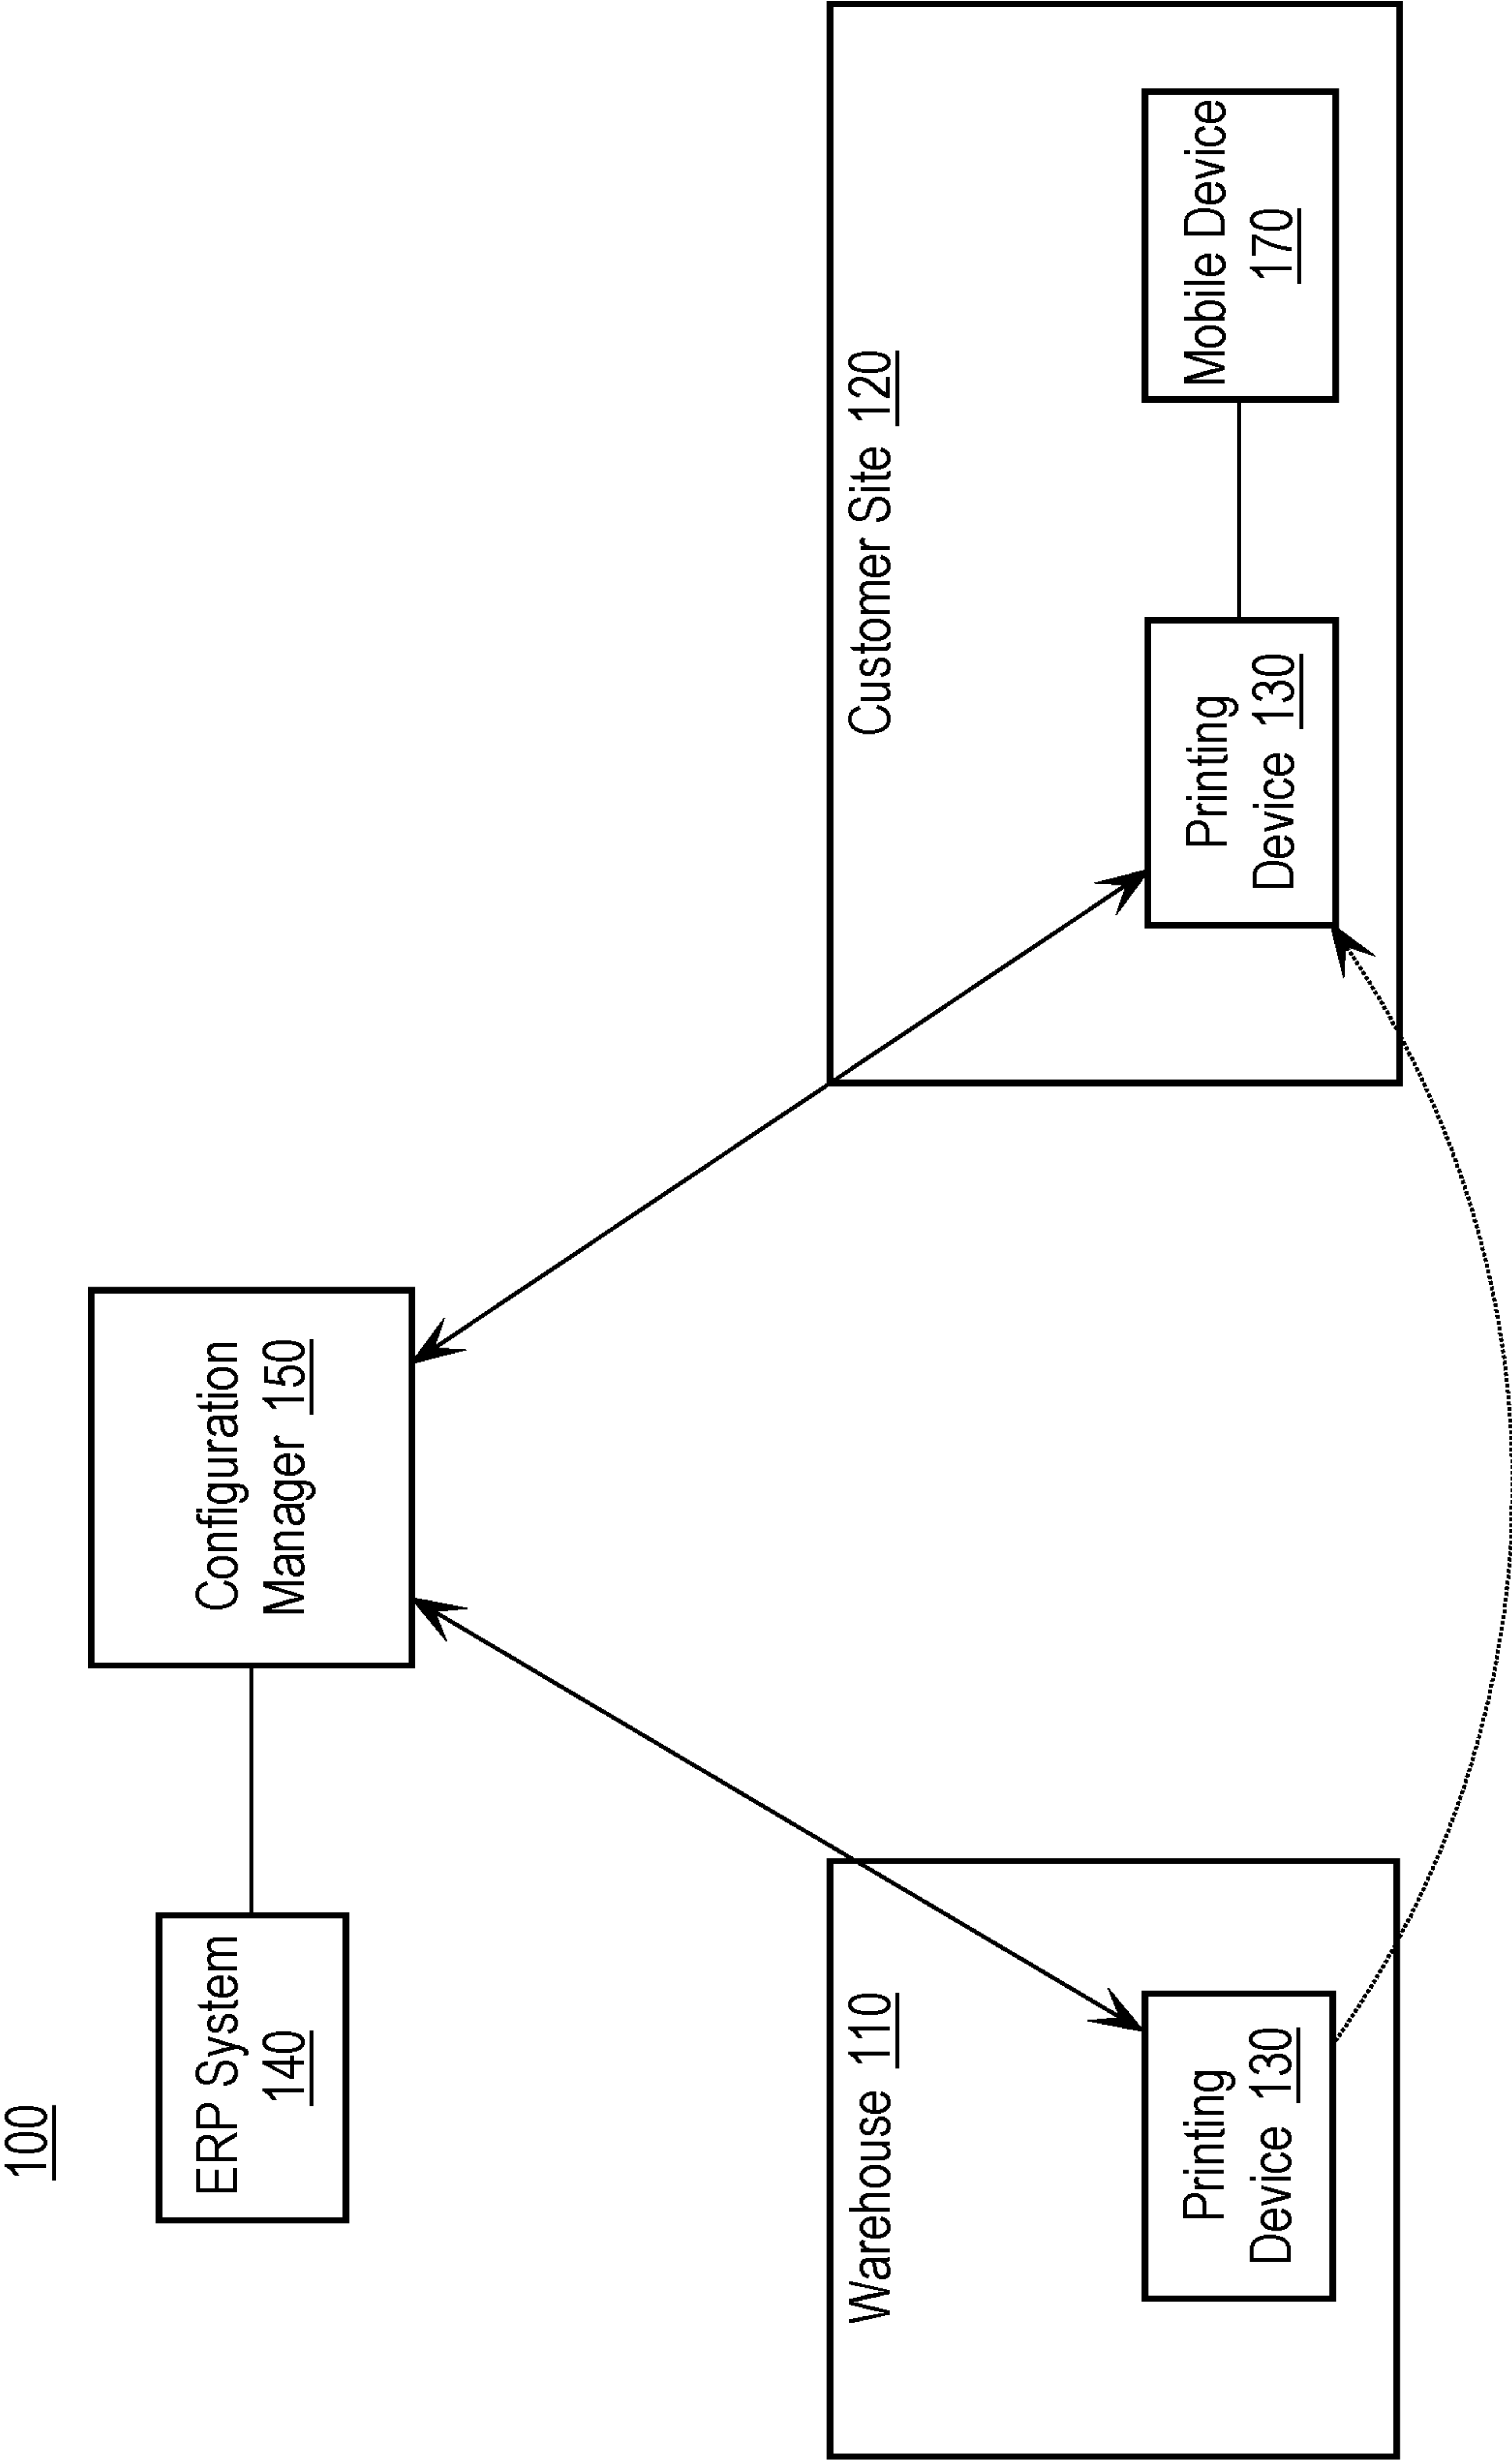 100
ERP System
140
Configuration
Manager 150
Warehouse 110
Printing
Device 130
Customer Site 120
Printing
Device 130
Mobile Device
170